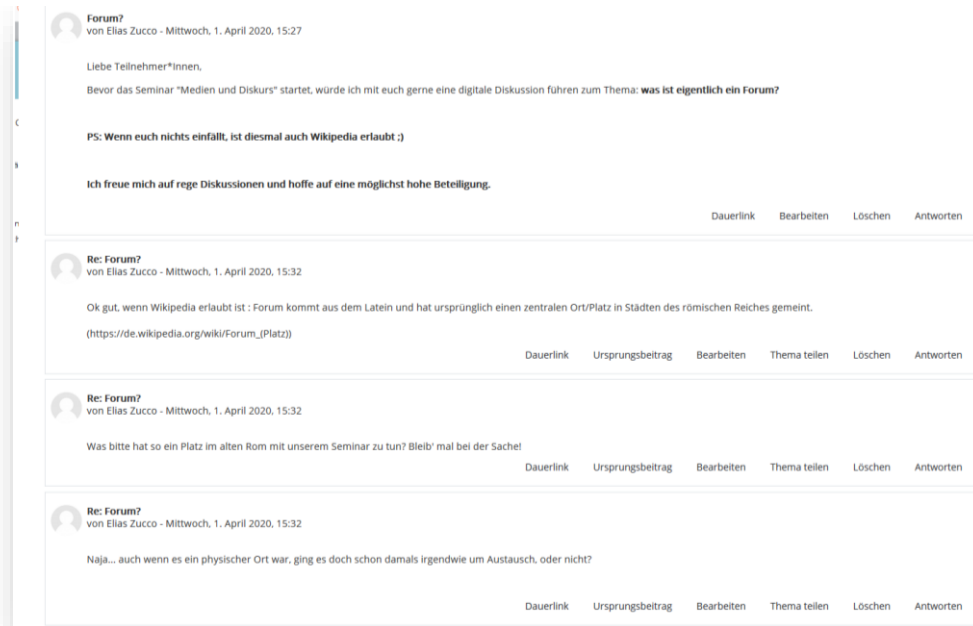 Forum?
von Elias Zucco - Mittwoch, 1. April 2020, 15:27
Liebe Teilnehmer*Innen,
Bevor das Seminar "Medien und Diskurs" startet, würde ich mit euch gerne eine digitale Diskussion führen zum Thema: was ist eigentlich ein Forum?
PS: Wenn euch nichts einfällt, ist diesmal auch Wikipedia erlaubt ;)
Ich freue mich auf rege Diskussionen und hoffe auf eine möglichst hohe Beteiligung.
Dauerlink Bearbeiten Löschen Antworten
Re: Forum?
von Elias Zucco - Mittwoch, 1. April 2020, 15:32
Ok gut, wenn Wikipedia erlaubt ist : Forum kommt aus dem Latein und hat ursprünglich einen zentralen Ort/Platz in Städten des römischen Reiches gemeint.
(https://de.wikipedia.org/wiki/Forum_(Platz))
Dauerlink Ursprungsbeitrag Bearbeiten Thema teilen Löschen Antworten
Re: Forum?
von Elias Zucco - Mittwoch, 1. April 2020, 15:32
Was bitte hat so ein Platz im alten Rom mit unserem Seminar zu tun? Bleib' mal bei der Sache!
Dauerlink Ursprungsbeitrag Bearbeiten Thema teilen Löschen Antworten
Re: Forum?
von Elias Zucco - Mittwoch, 1. April 2020, 15:32
Naja... auch wenn es ein physischer Ort war, ging es doch schon damals irgendwie um Austausch, oder nicht?
Dauerlink Ursprungsbeitrag Bearbeiten Thema teilen Löschen Antworten